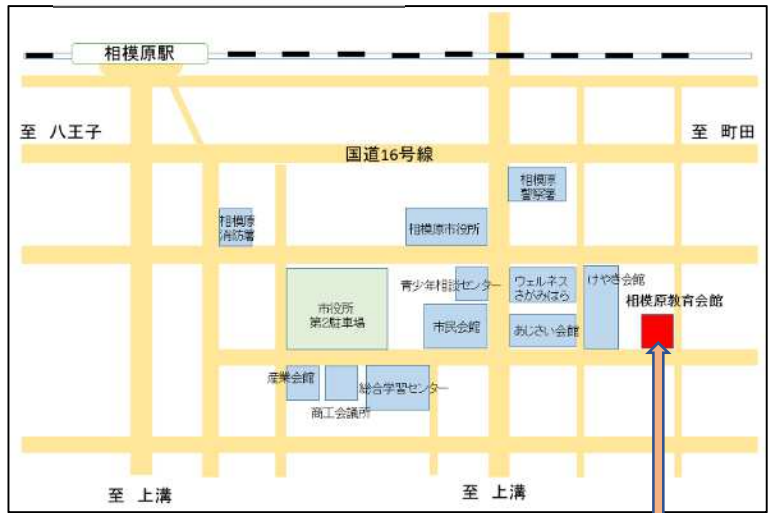 相模原駅
至 八王子
至 町田
国道16号線
相模原
警察署
相模原
消防署
相模原市役所
青少年相談センター
ウェルネス
さがみはら
けやき会館
相模原教育会館
市役所
第2駐車場
市民会館
あじさい会館
産業会館
総合学習センター
商工会議所
至 上溝
至 上溝